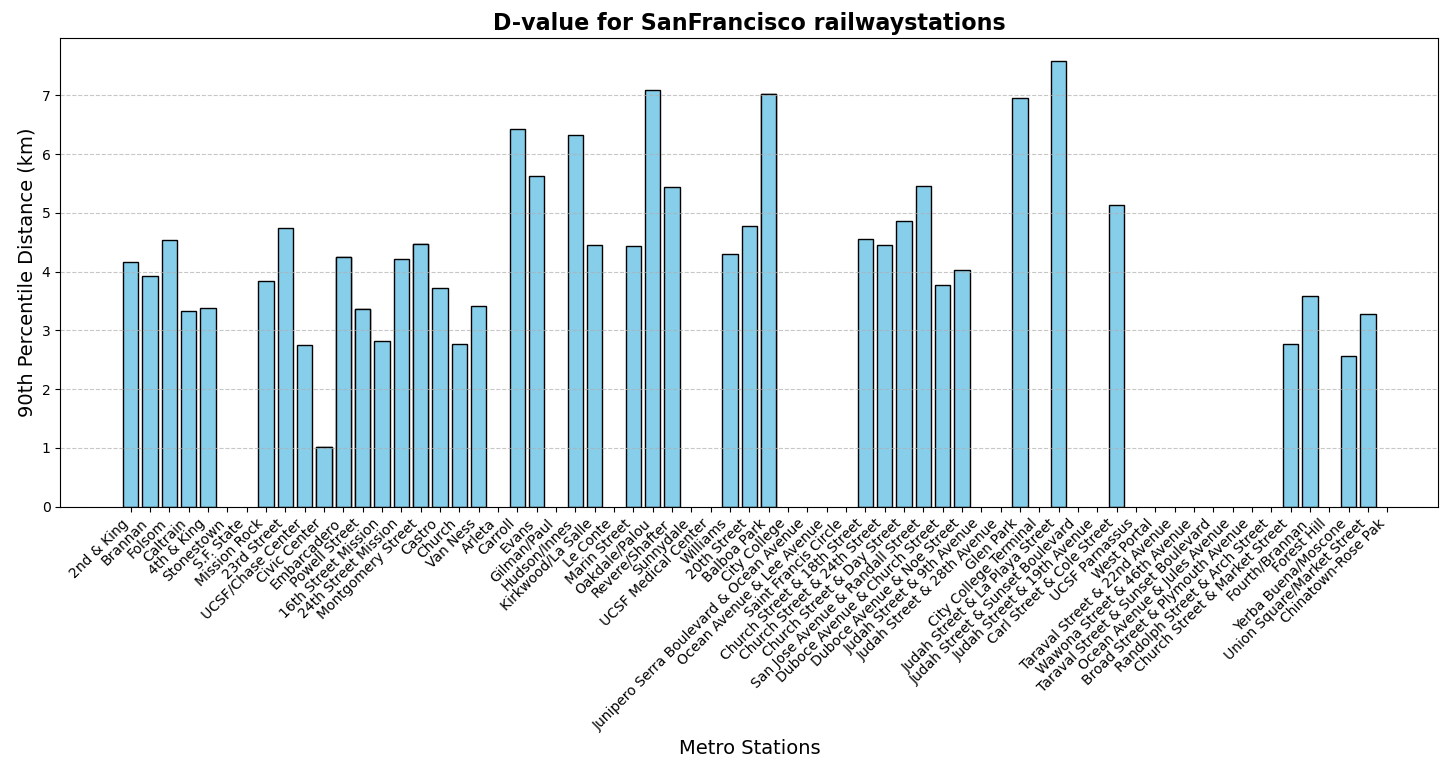 D-value for SanFrancisco railwaystations
90th Percentile Distance (km)
7
6
5
4
3
2
1
0
2nd & King
Brannan
Folsom
Caltrain
4th & King
Stonestown
S.F. State
Mission Rock
23rd Street
UCSF/Chase Center
Civic Center
Embarcadero
Powell Street
16th Street Mission
24th Street Mission
Montgomery Street
Castro
Church
Van Ness
Arleta
Carroll
Evans
Gilman/Paul
Hudson/Innes
Kirkwood/La Salle
Le Conte
Marin Street
Oakdale/Palou
Revere/Shafter
Sunnydale
UCSF Medical Center
Williams
20th Street
Balboa Park
City College
Junipero Serra Boulevard & Ocean Avenue
Ocean Avenue & Lee Avenue
Saint Francis Circle
Church Street & 18th Street
Church Street & 24th Street
Church Street & Day Street
San Jose Avenue & Randall Street
Duboce Avenue & Church Street
Duboce Avenue & Noe Street
Judah Street & 9th Avenue
Judah Street & 28th Avenue
Glen Park
City College Terminal
Judah Street & La Playa Street
Judah Street & Sunset Boulevard
Judah Street & 19th Avenue
Carl Street & Cole Street
UCSF Parnassus
West Portal
Taraval Street & 22nd Avenue
Wawona Street & 46th Avenue
Taraval Street & Sunset Boulevard
Ocean Avenue & Jules Avenue
Broad Street & Plymouth Avenue
Randolph Street & Arch Street
Church Street & Market Street
Fourth/Brannan
Forest Hill
Yerba Buena/Moscone
Union Square/Market Street
Chinatown-Rose Pak
Metro Stations